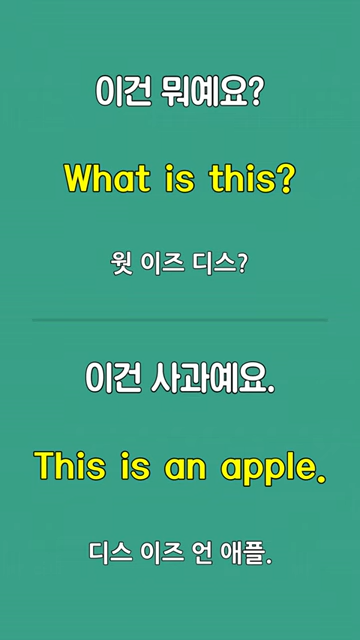 이건 뭐예요?
What is this?
윗 이즈 디스?
이건 사과예요.
This is an apple.
디스 이즈 언 애플.